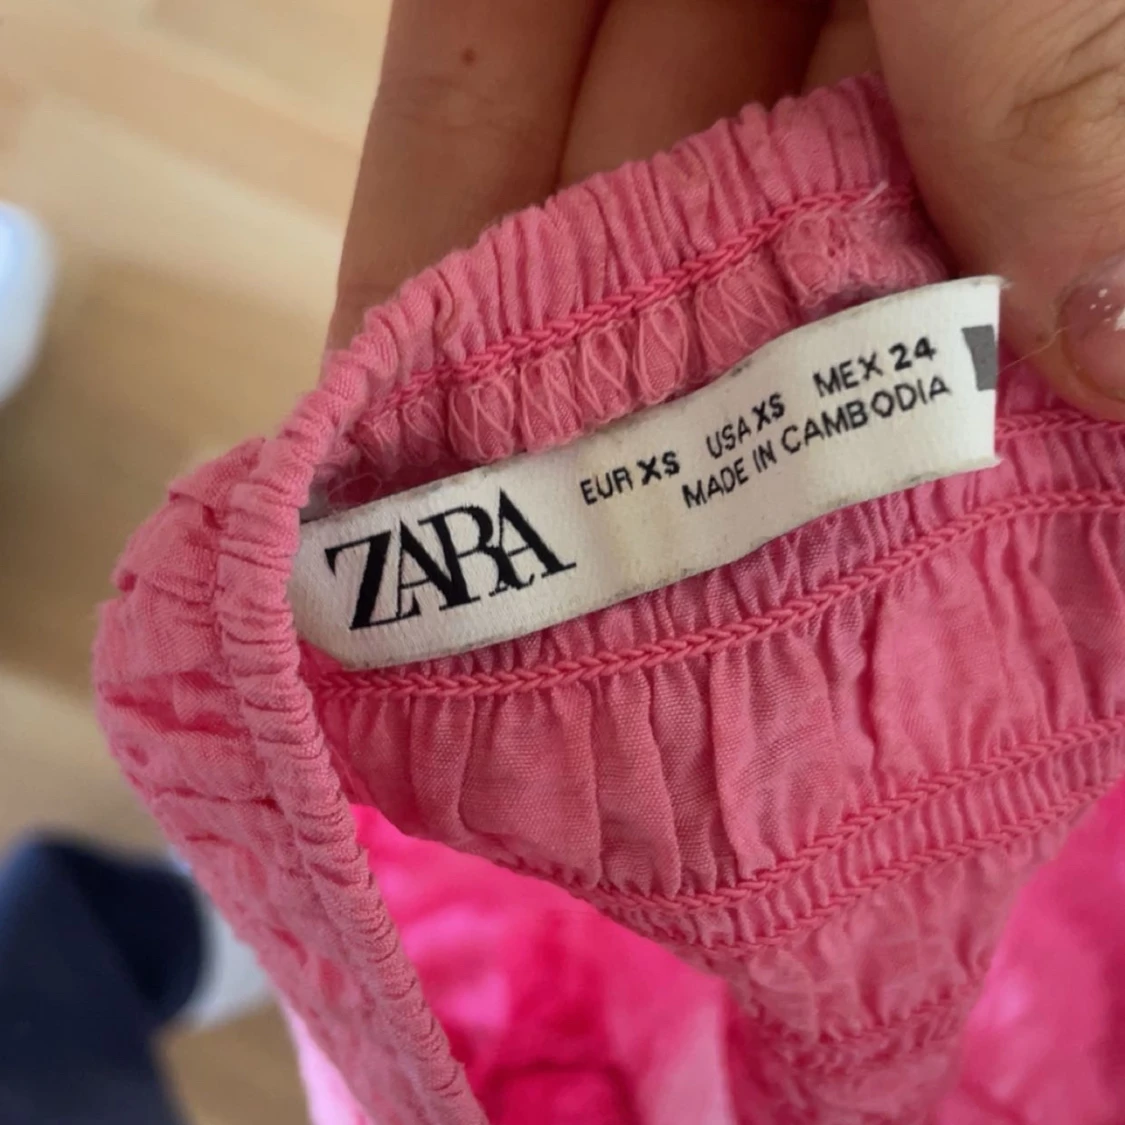 ZARA
EUR XS USA XS MEX 24
MADE IN CAMBODIA